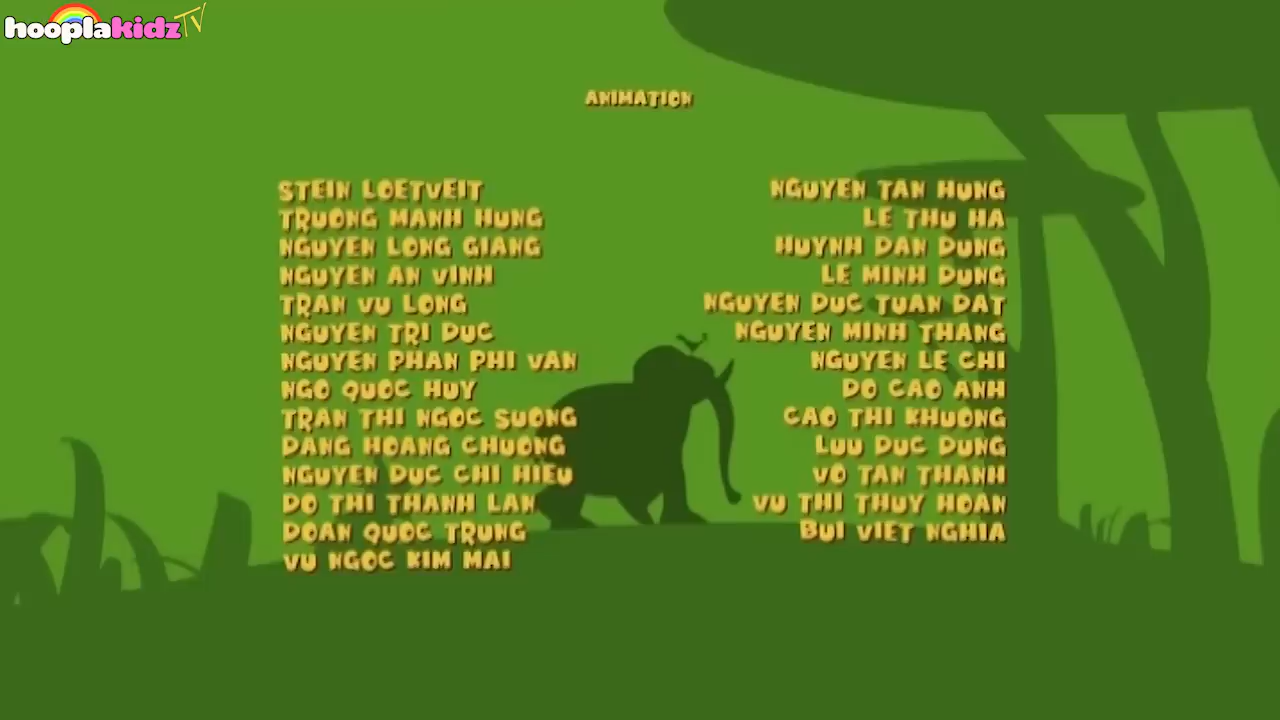 hooplakidz TV
ANIMATION
STEIN LOETVEIT
TRUONG MANH HUNG
NGUYEN LONG GIANG
NGUYEN AN VINH
TRAN VU LONG
NGUYEN TRI DUC
NGUYEN PHAN PHI VAN
NGO QUOC HUY
TRAN THI NGOC SUONG
DANG HOANG CHUONG
NGUYEN DUC CHI HIEU
DO THI THANH LAN
DOAN QUOC TRUNG
VU NGOC KIM MAI
NGUYEN TAN HUNG
LE THU HA
HUYNH DAN DUNG
LE MINH DUNG
NGUYEN DUC TUAN DAT
NGUYEN MINH THANG
NGUYEN LE CHI
DO CAO ANH
CAO THI KHUONG
LUU DUC DUNG
VO TAN THANH
VU THI THUY HOAN
BUI VIET NGHIA